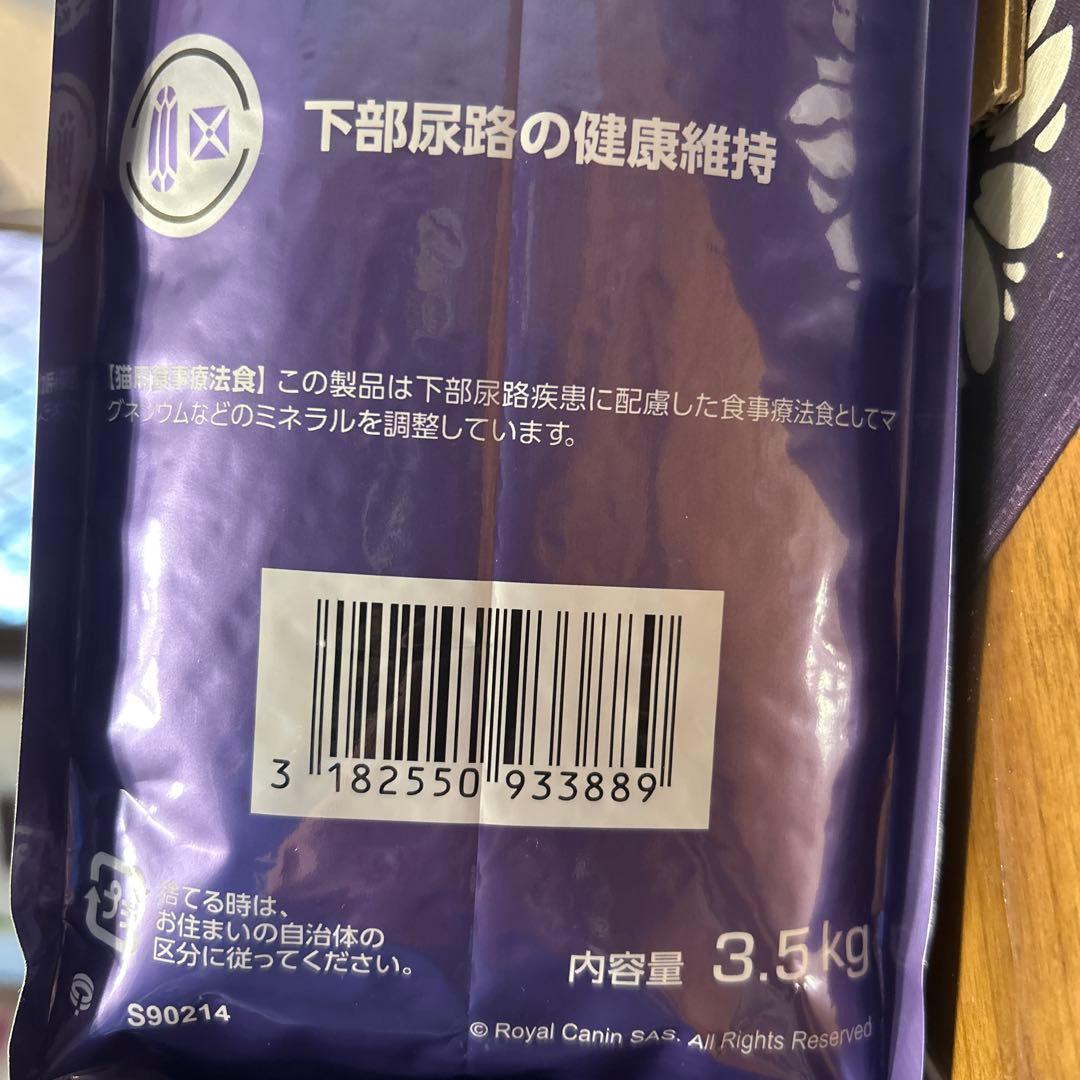 下部尿路の健康維持
【猫用食事療法食】この製品は下部尿路疾患に配慮した食事療法食としてマ
グネシウムなどのミネラルを調整しています。
3 182550 933889
プラ
捨てる時は、
お住まいの自治体の
区分に従ってください。
内容量 3.5kg
S90214
© Royal Canin SAS. All Rights Reserved